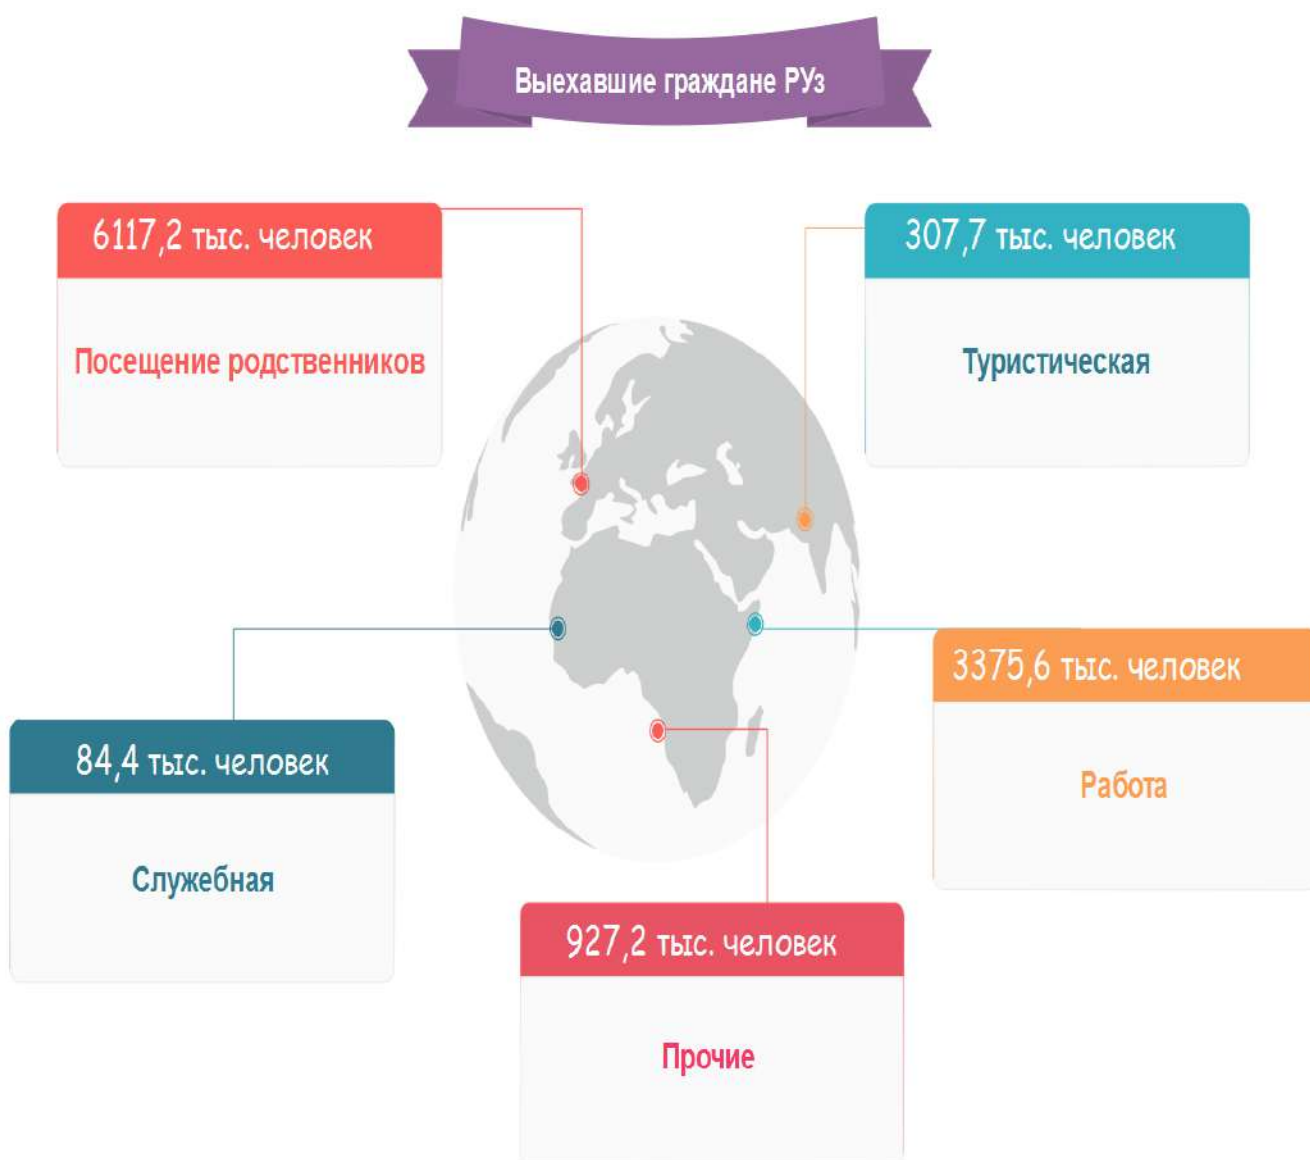 Выехавшие граждане РУз
6117,2 тыс. человек
Посещение родственников
307,7 тыс. человек
Туристическая
84,4 тыс. человек
Служебная
3375,6 тыс. человек
Работа
927,2 тыс. человек
Прочие